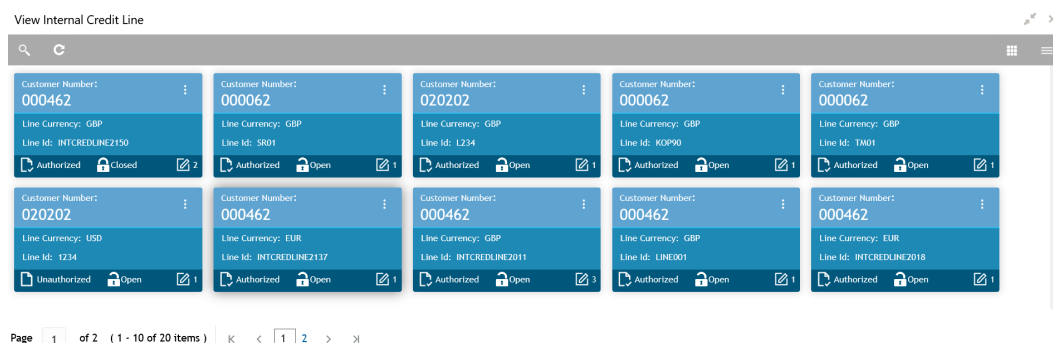 View Internal Credit Line
Customer Number:
000462
Line Currency: GBP
Line Id: INTCREDLINE2150
Authorized Closed 2
Customer Number:
000062
Line Currency: GBP
Line Id: SR01
Authorized Open 1
Customer Number:
020202
Line Currency: GBP
Line Id: L234
Authorized Open 1
Customer Number:
000062
Line Currency: GBP
Line Id: KOP90
Authorized Open 1
Customer Number:
000062
Line Currency: GBP
Line Id: TM01
Authorized Open 1
Customer Number:
020202
Line Currency: USD
Line Id: 1234
Unauthorized Open 1
Customer Number:
000462
Line Currency: EUR
Line Id: INTCREDLINE2137
Authorized Open 1
Customer Number:
000462
Line Currency: GBP
Line Id: INTCREDLINE2011
Authorized Open 3
Customer Number:
000462
Line Currency: GBP
Line Id: LINE001
Authorized Open 1
Customer Number:
000462
Line Currency: EUR
Line Id: INTCREDLINE2018
Authorized Open 1
Page 1 of 2 ( 1 - 10 of 20 items ) 1 2